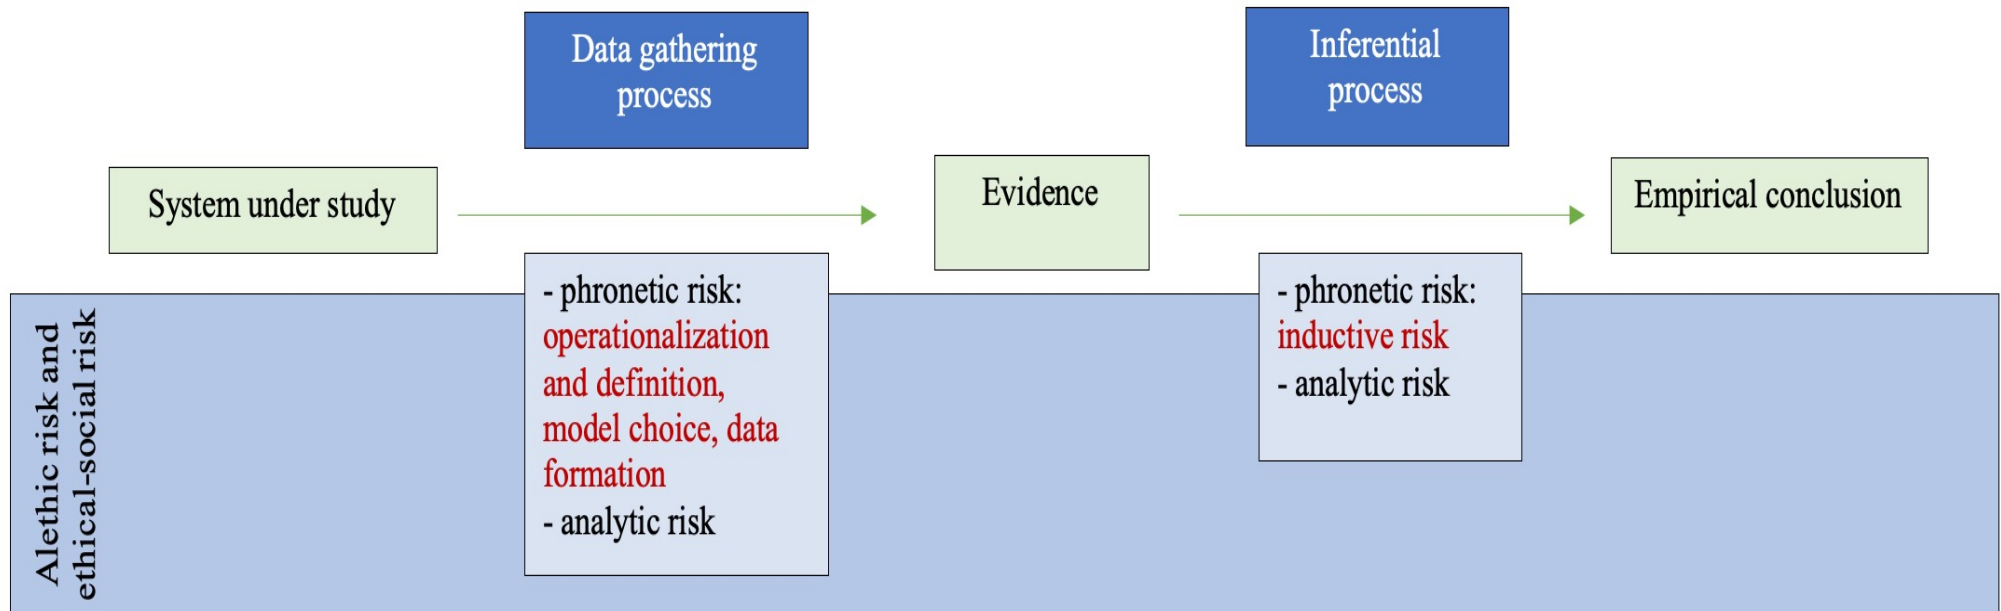 Data gathering
process
Inferential
process
System under study
Evidence
Empirical conclusion
- phronetic risk:
operationalization
and definition,
model choice, data
formation
- analytic risk
- phronetic risk:
inductive risk
- analytic risk
Alethic risk and
ethical-social risk